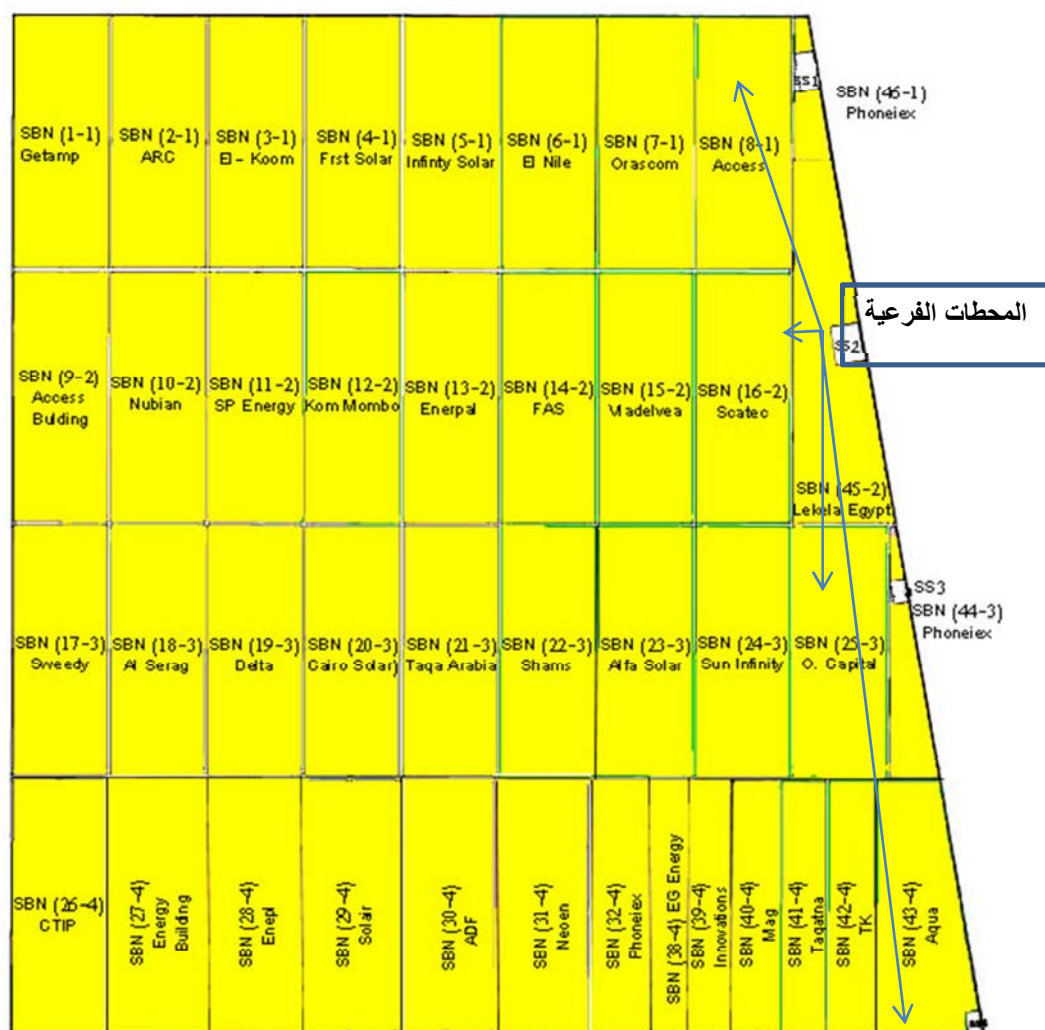 SBN (1-1)
Getamp
SBN (2-1)
ARC
SBN (3-1)
El - Koom
SBN (4-1)
Frst Solar
SBN (5-1)
Infinty Solar
SBN (6-1)
El Nile
SBN (7-1)
Orascom
SBN (8-1)
Access
SS1
SBN (46-1)
Phoneiex
SBN (9-2)
Access
Bulding
SBN (10-2)
Nubian
SBN (11-2)
SP Energy
SBN (12-2)
Kom Mombo
SBN (13-2)
Enerpal
SBN (14-2)
FAS
SBN (15-2)
Madelvea
SBN (16-2)
Scatec
SS2
المحطات الفرعية
SBN (45-2)
Lekela Egypt
SBN (17-3)
Sweedy
SBN (18-3)
Al Serag
SBN (19-3)
Delta
SBN (20-3)
Cairo Solar)
SBN (21-3)
Taqa Arabia
SBN (22-3)
Shams
SBN (23-3)
Alfa Solar
SBN (24-3)
Sun Infinity
SBN (25-3)
O. Capital
SS3
SBN (44-3)
Phoneiex
SBN (26-4)
CTIP
SBN (27-4)
Energy
Building
SBN (28-4)
Enepl
SBN (29-4)
Solair
SBN (30-4)
ADF
SBN (31-4)
Neoen
SBN (32-4)
Phoneiex
SBN (38-4) EG Energy
SBN (39-4)
Innovations
SBN (40-4)
Mag
SBN (41-4)
Taqatna
SBN (42-4)
TK
SBN (43-4)
Aqua